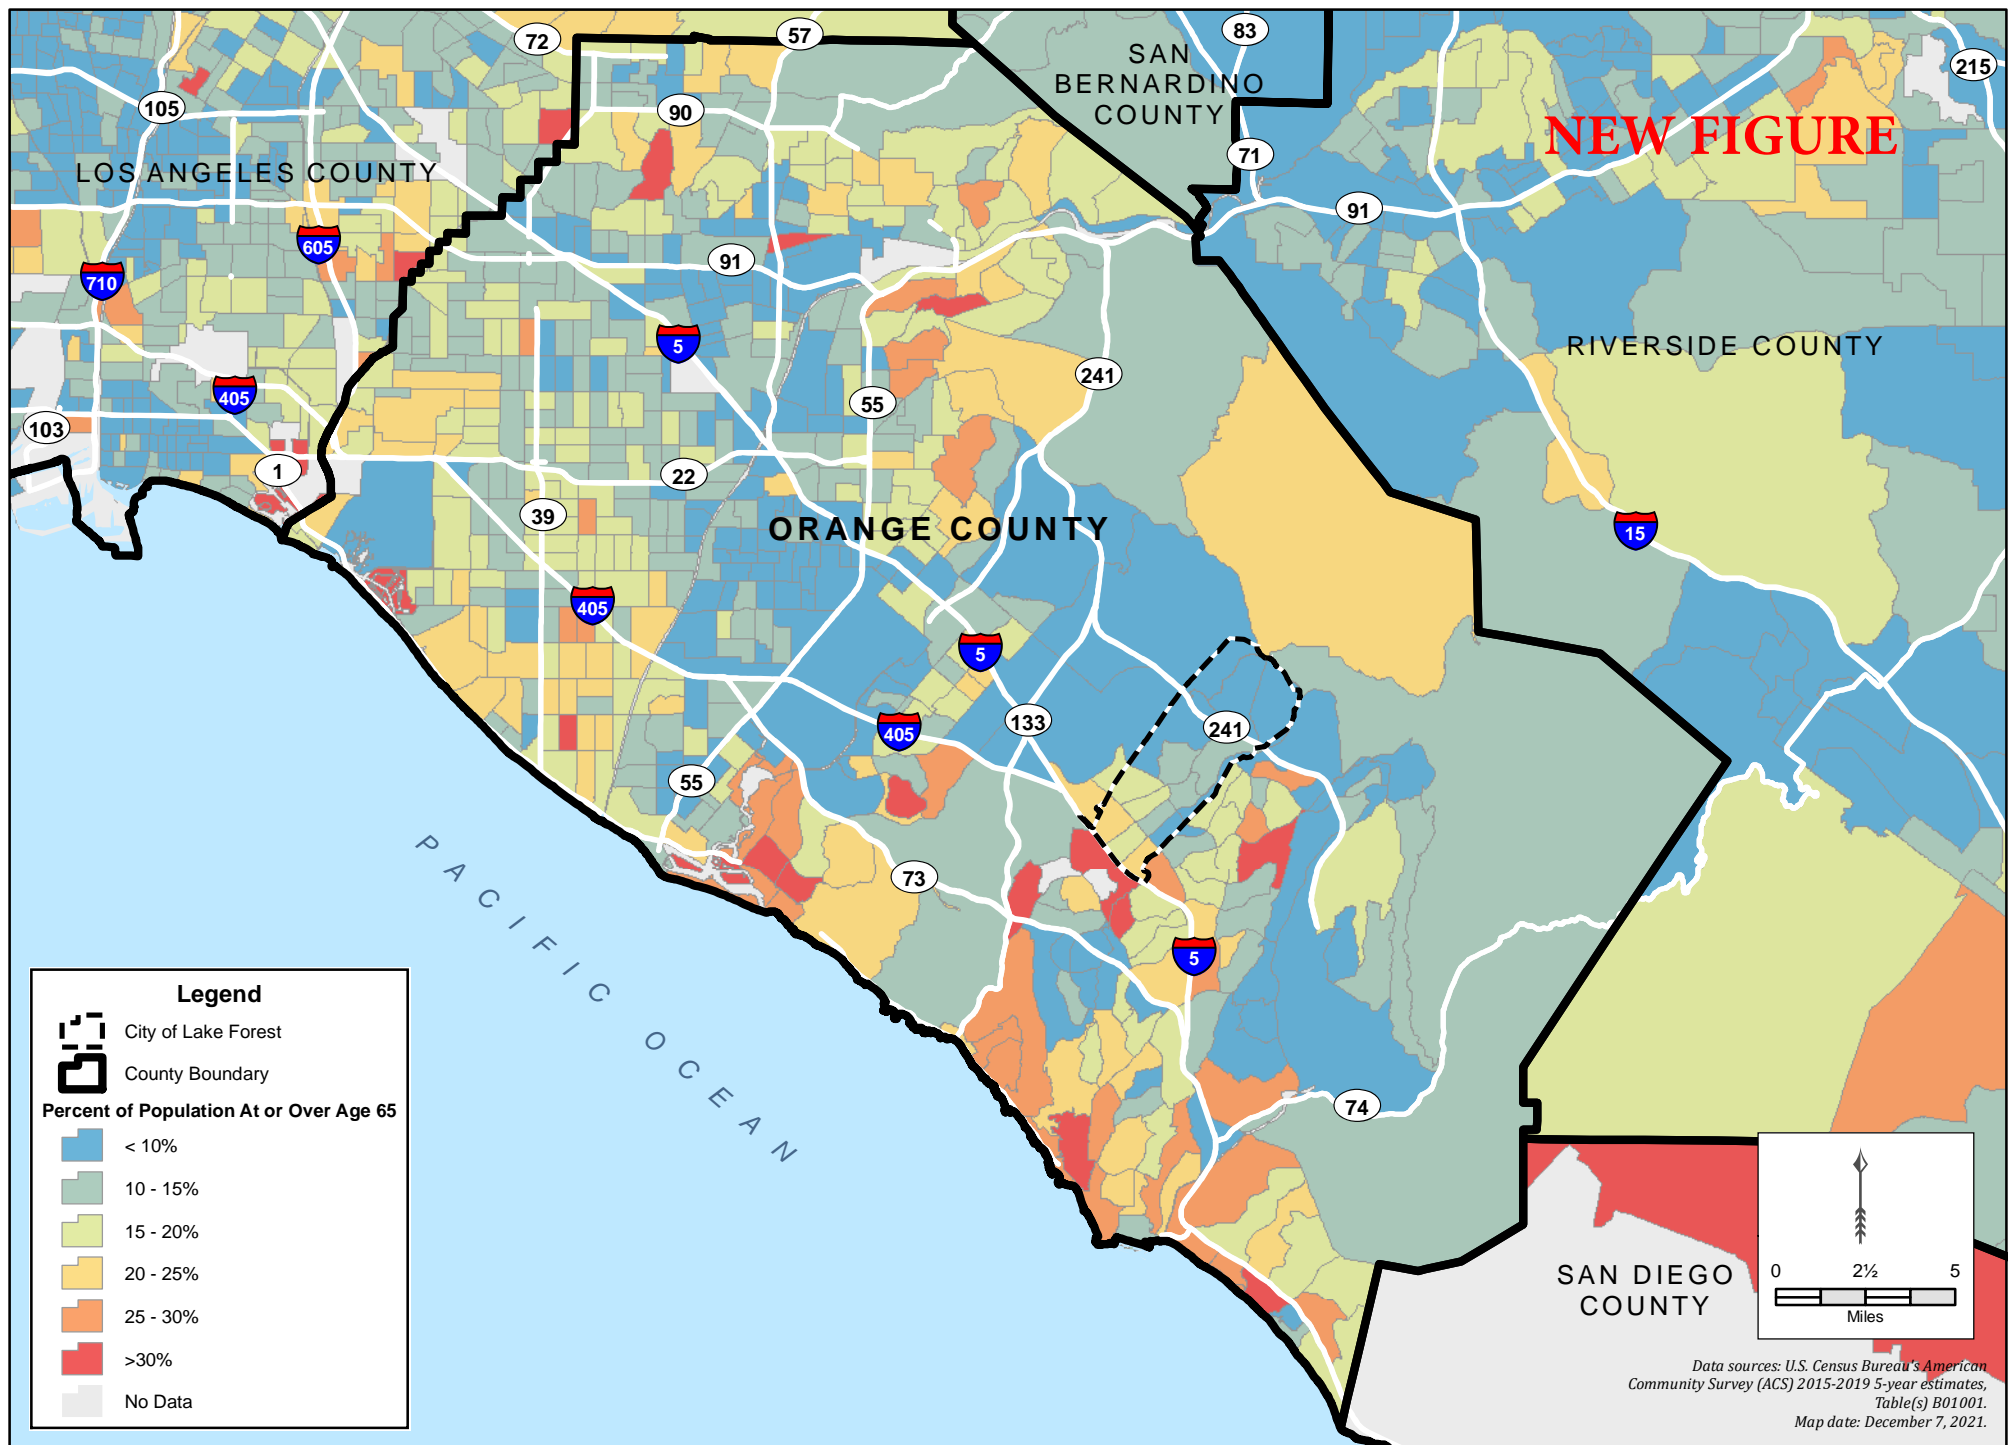 72
57
83
SAN
BERNARDINO
COUNTY
215
105
90
NEW FIGURE
71
LOS ANGELES COUNTY
91
605
91
710
5
RIVERSIDE COUNTY
241
405
55
103
1
22
39
ORANGE COUNTY
15
405
5
133
241
405
55
73
PACIFIC OCEAN
5
74
Legend
City of Lake Forest
County Boundary
Percent of Population At or Over Age 65
< 10%
10 - 15%
15 - 20%
20 - 25%
25 - 30%
>30%
No Data
SAN DIEGO
COUNTY
0 2½ 5
Miles
Data sources: U.S. Census Bureau's American
Community Survey (ACS) 2015-2019 5-year estimates,
Table(s) B01001.
Map date: December 7, 2021.